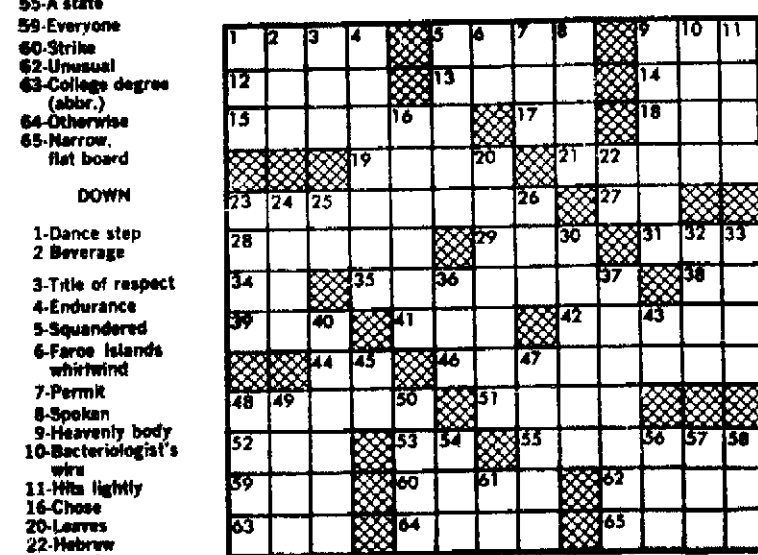 55-A state
59-Everyone
60-Strike
62-Unusual
63-College degree
(abbr.)
64-Otherwise
65-Narrow,
flat board
DOWN
1-Dance step
2 Beverage
3-Title of respect
4-Endurance
5-Squandered
6-Faroe Islands
whirlwind
7-Permit
8-Spoken
9-Heavenly body
10-Bacteriologist's
wire
11-Hits lightly
16-Chose
20-Leaves
22-Hebrew
1 2 3 4 5 6 7 8 9 10 11
12 13 14
15 16 17 18
19 20 21 22
23 24 25 26 27
28 29 30 31 32 33
34 35 36 37 38
39 40 41 42 43
44 45 46 47
48 49 50 51
52 53 54 55 56 57 58
59 60 61 62
63 64 65